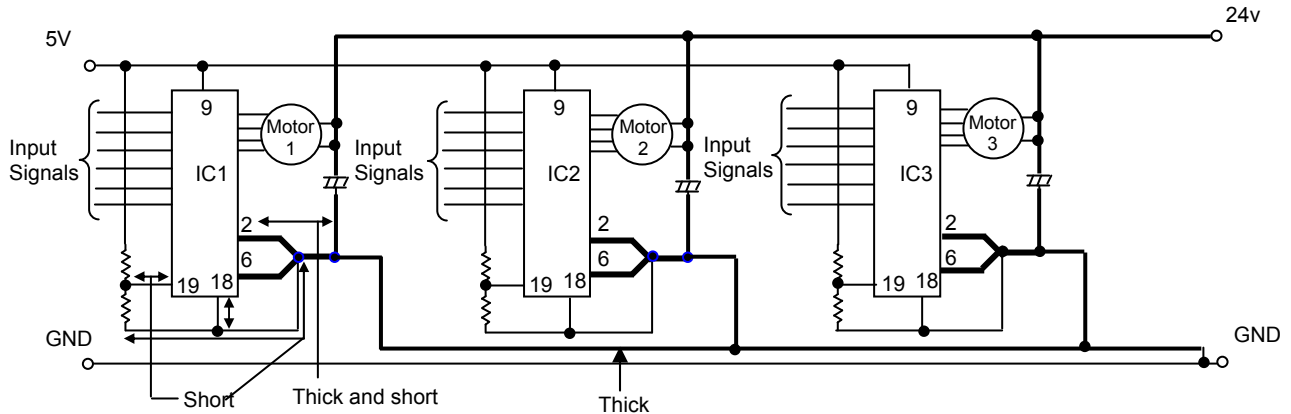 24v
5V
9
9
9
Motor
1
Motor
2
Motor
3
Input
Signals
Input
Signals
Input
Signals
IC1
IC2
IC3
2
2
2
6
6
6
19
18
19
18
19
18
GND
GND
Short
Thick and short
Thick